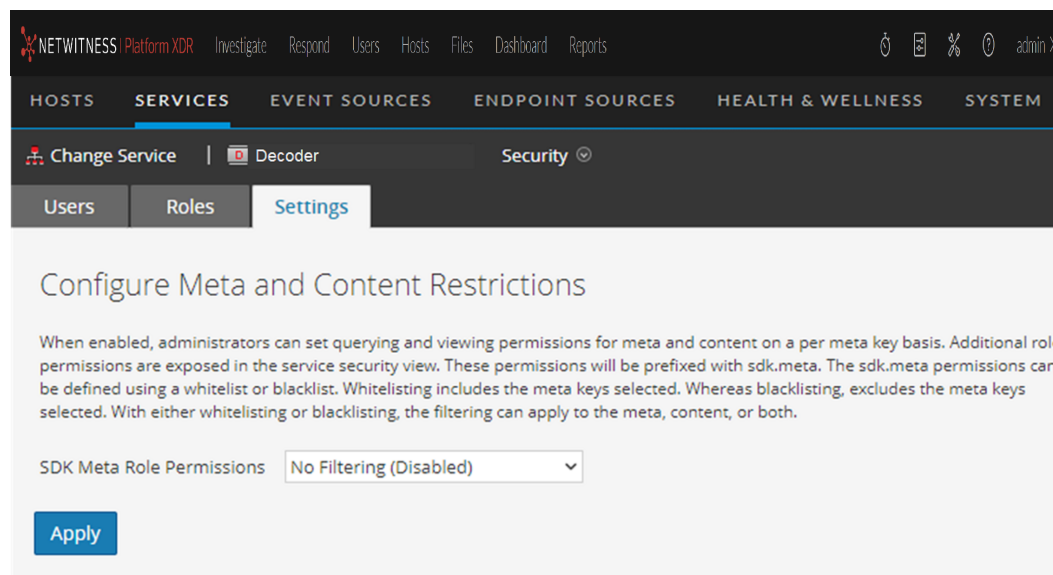 NETWITNESS | Platform XDR Investigate Respond Users Hosts Files Dashboard Reports admin
HOSTS SERVICES EVENT SOURCES ENDPOINT SOURCES HEALTH & WELLNESS SYSTEM
Change Service | D Decoder Security
Users Roles Settings
Configure Meta and Content Restrictions
When enabled, administrators can set querying and viewing permissions for meta and content on a per meta key basis. Additional rol
permissions are exposed in the service security view. These permissions will be prefixed with sdk.meta. The sdk.meta permissions can
be defined using a whitelist or blacklist. Whitelisting includes the meta keys selected. Whereas blacklisting, excludes the meta keys
selected. With either whitelisting or blacklisting, the filtering can apply to the meta, content, or both.
SDK Meta Role Permissions No Filtering (Disabled)
Apply